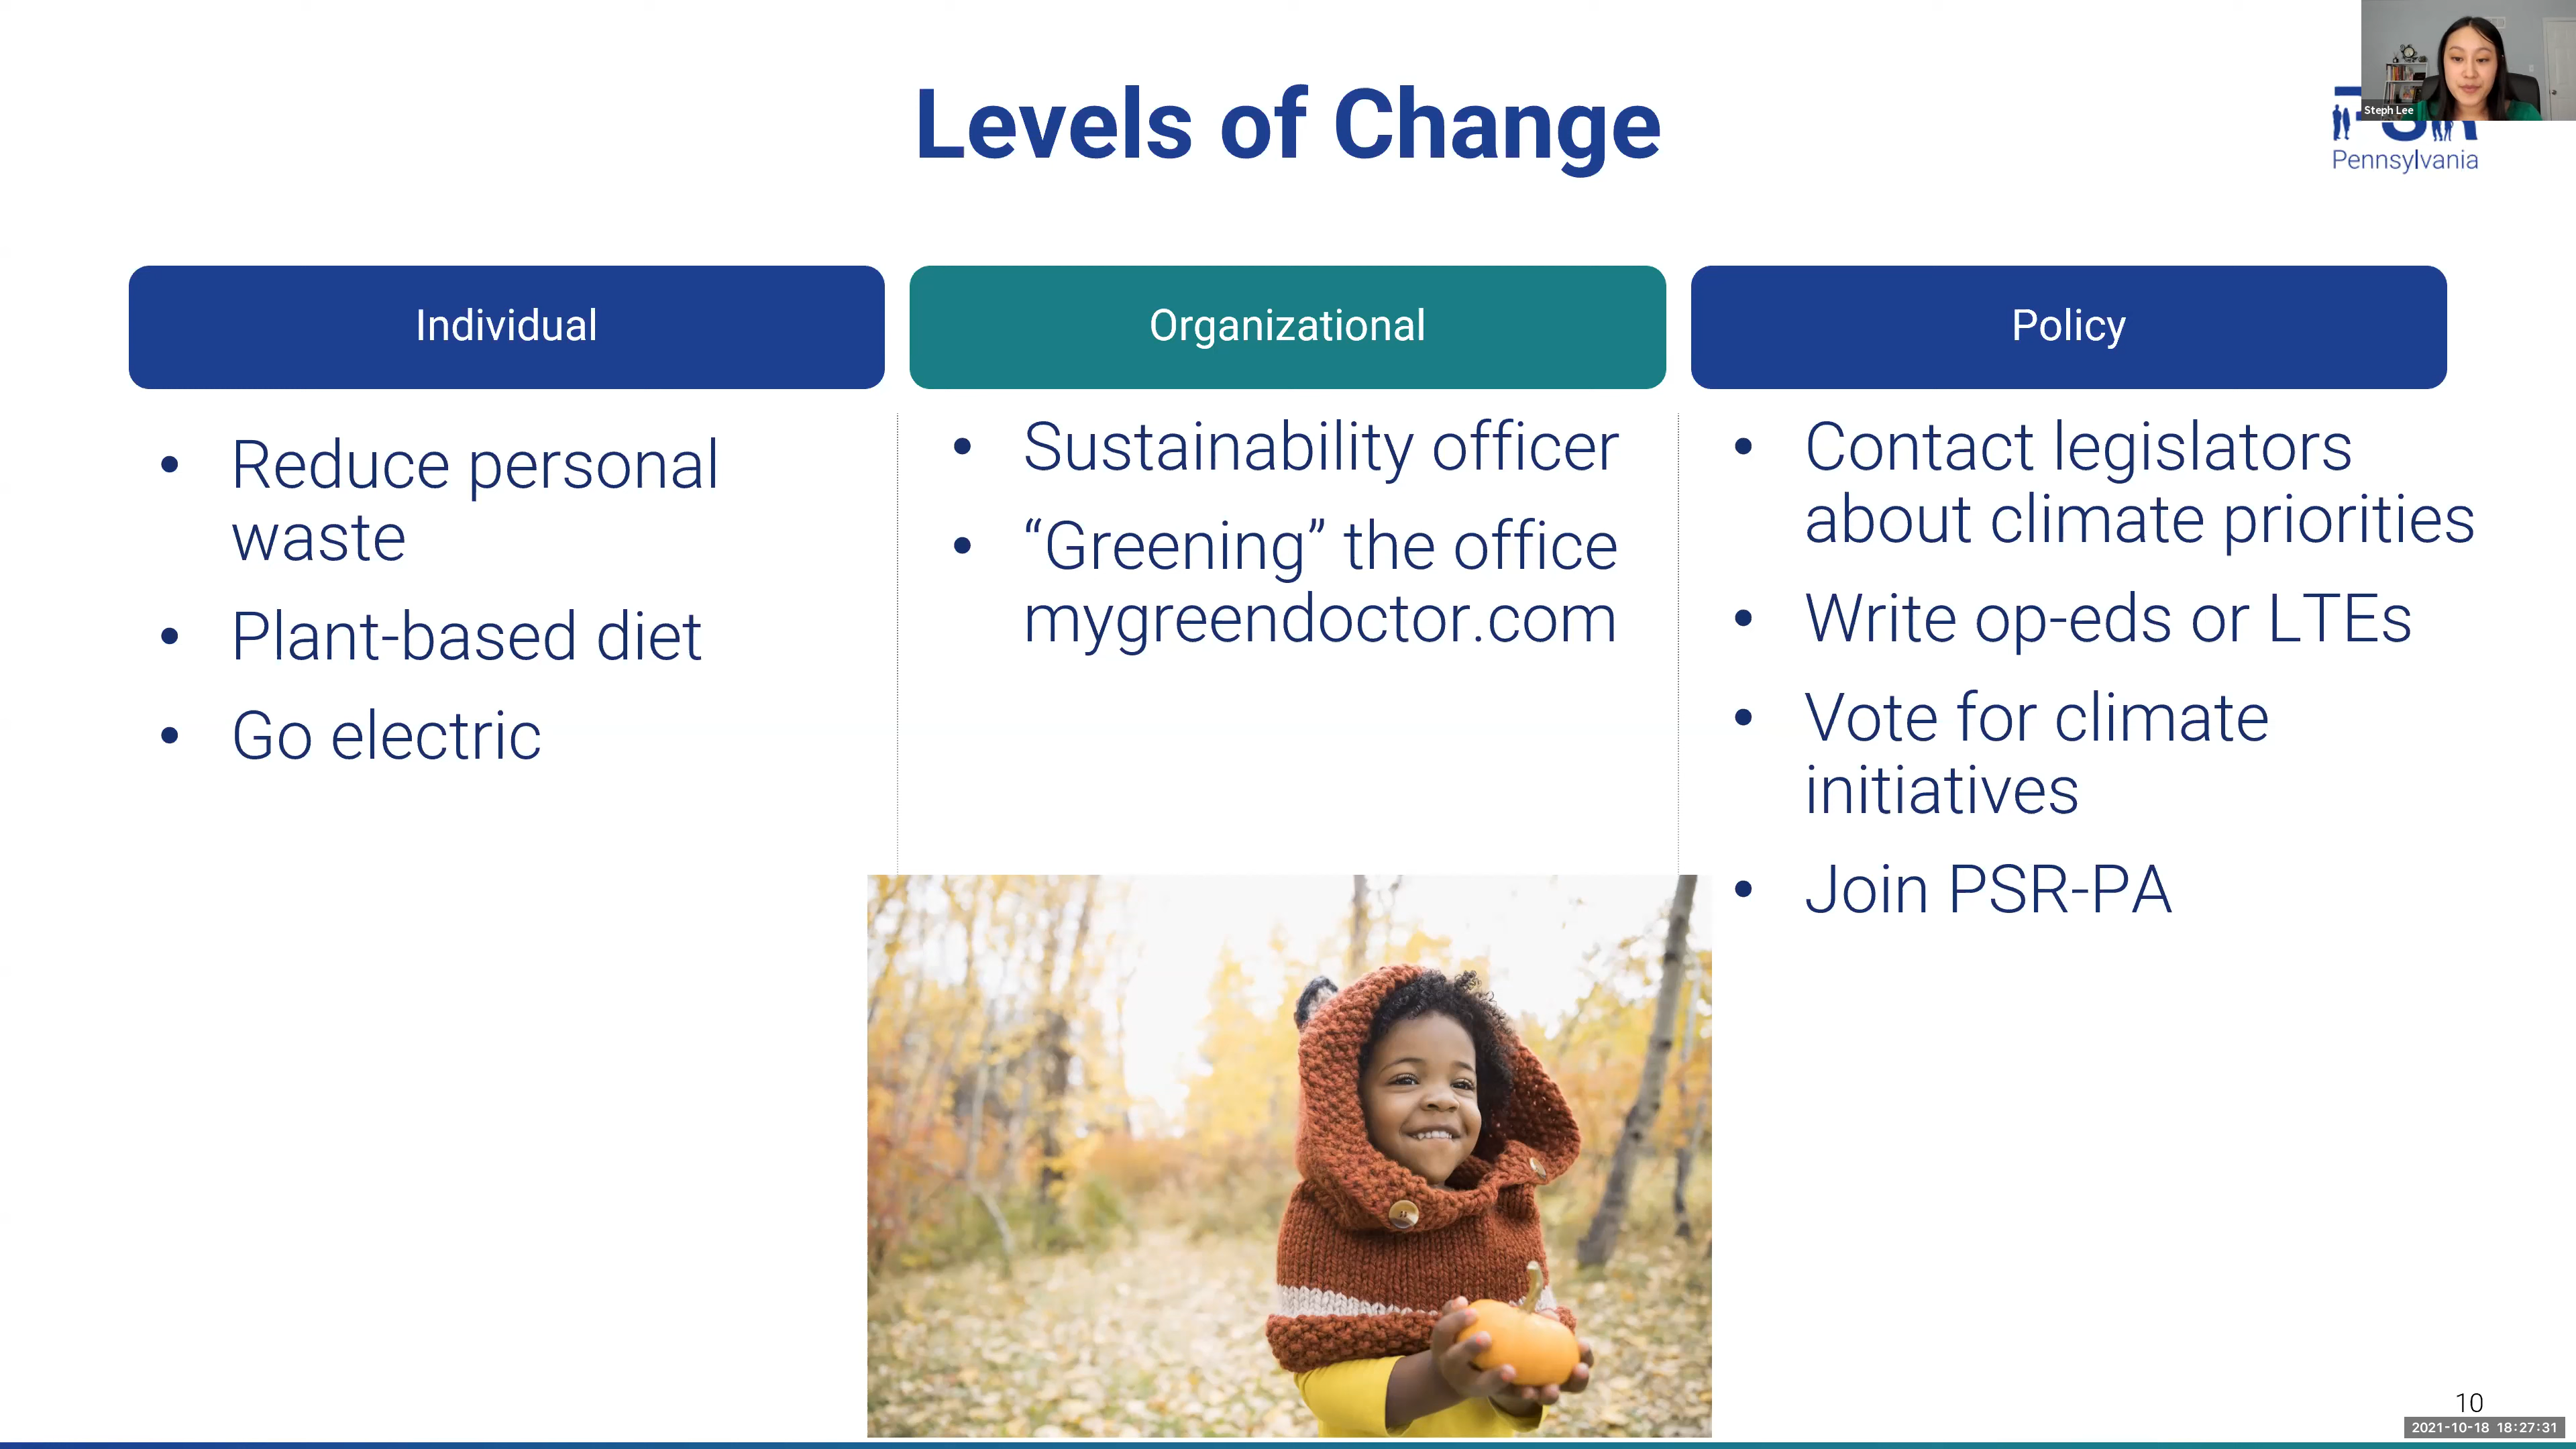 Levels of Change
Steph Lee
Pennsylvania
Individual
• Reduce personal
waste
• Plant-based diet
• Go electric
Organizational
• Sustainability officer
• “Greening” the office
mygreendoctor.com
Policy
• Contact legislators
about climate priorities
• Write op-eds or LTEs
• Vote for climate
initiatives
• Join PSR-PA
10
2021-10-18 18:27:31